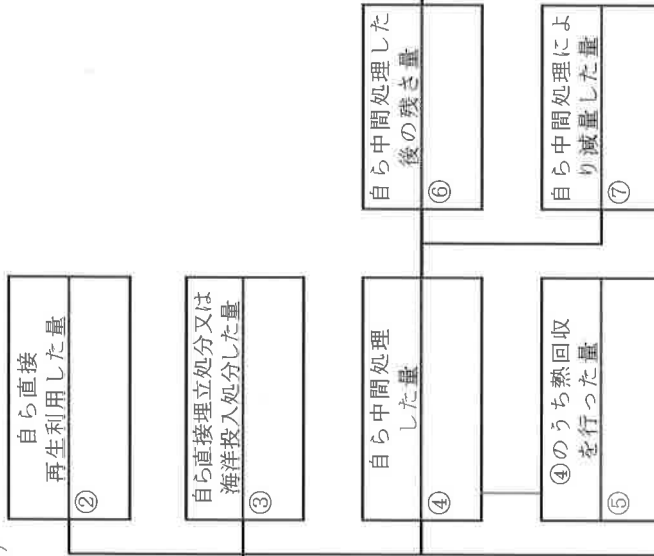 自ら直接
再生利用した量
②
自ら直接埋立処分又は
海洋投入処分した量
③
自ら中間処理
した量
④
④のうち熱回収
を行った量
⑤
自ら中間処理した
後の残さ量
⑥
自ら中間処理によ
り減量した量
⑦